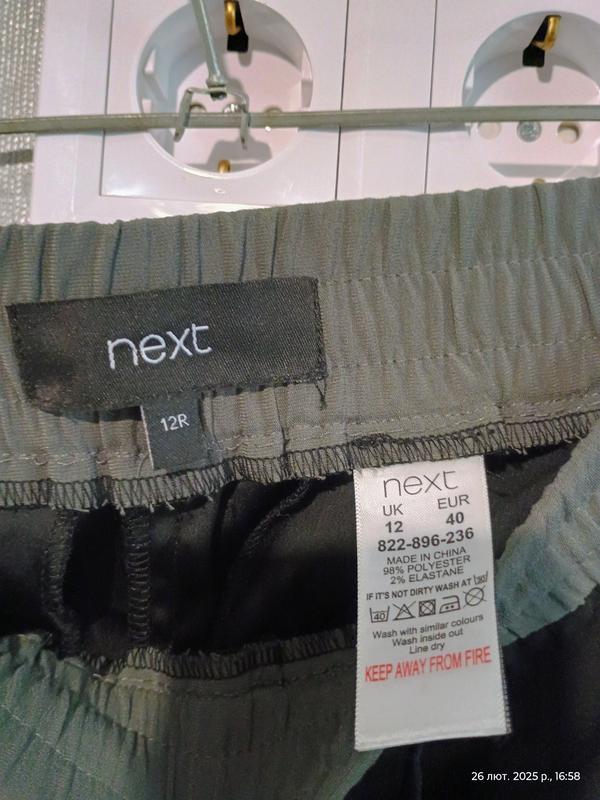 next
12R
next
UK EUR
12 40
822-896-236
MADE IN CHINA
98% POLYESTER
2% ELASTANE
IF IT'S NOT DIRTY WASH AT 30
40
Wash with similar colours
Wash inside out
Line dry
KEEP AWAY FROM FIRE
26 лют. 2025 р., 16:58